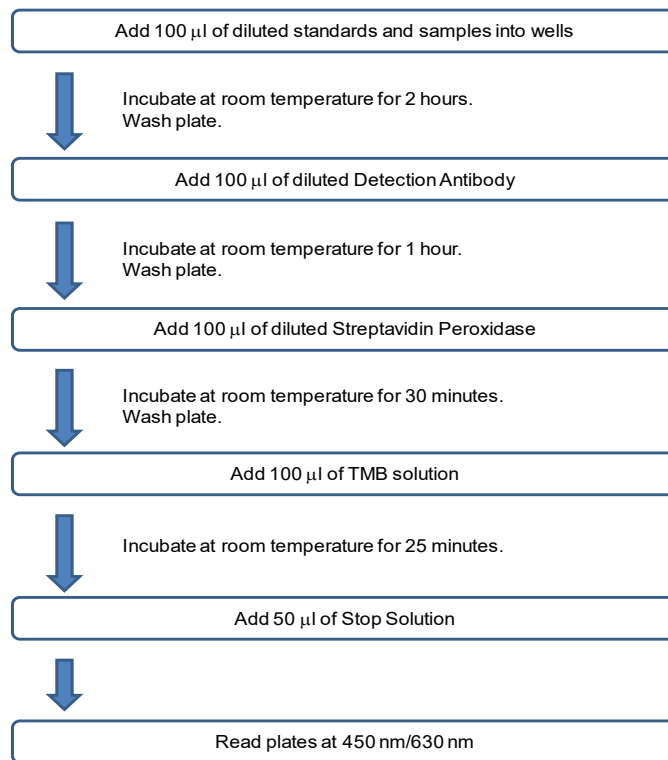 Add 100 μl of diluted standards and samples into wells
Incubate at room temperature for 2 hours.
Wash plate.
Add 100 μl of diluted Detection Antibody
Incubate at room temperature for 1 hour.
Wash plate.
Add 100 μl of diluted Streptavidin Peroxidase
Incubate at room temperature for 30 minutes.
Wash plate.
Add 100 μl of TMB solution
Incubate at room temperature for 25 minutes.
Add 50 μl of Stop Solution
Read plates at 450 nm/630 nm